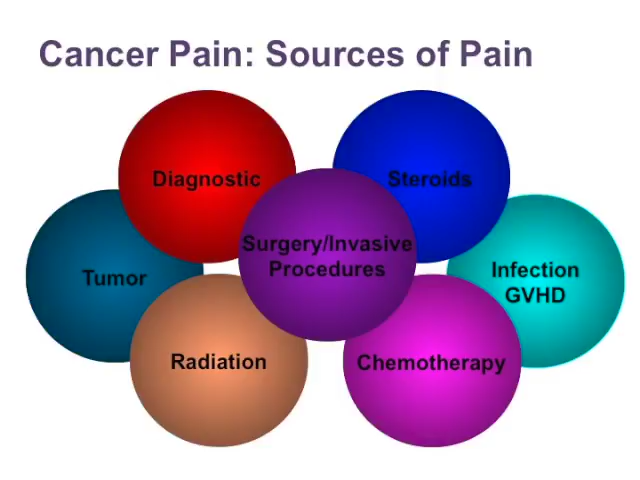 Cancer Pain: Sources of Pain
Diagnostic
Steroids
Surgery/Invasive
Procedures
Tumor
Infection
GVHD
Radiation
Chemotherapy